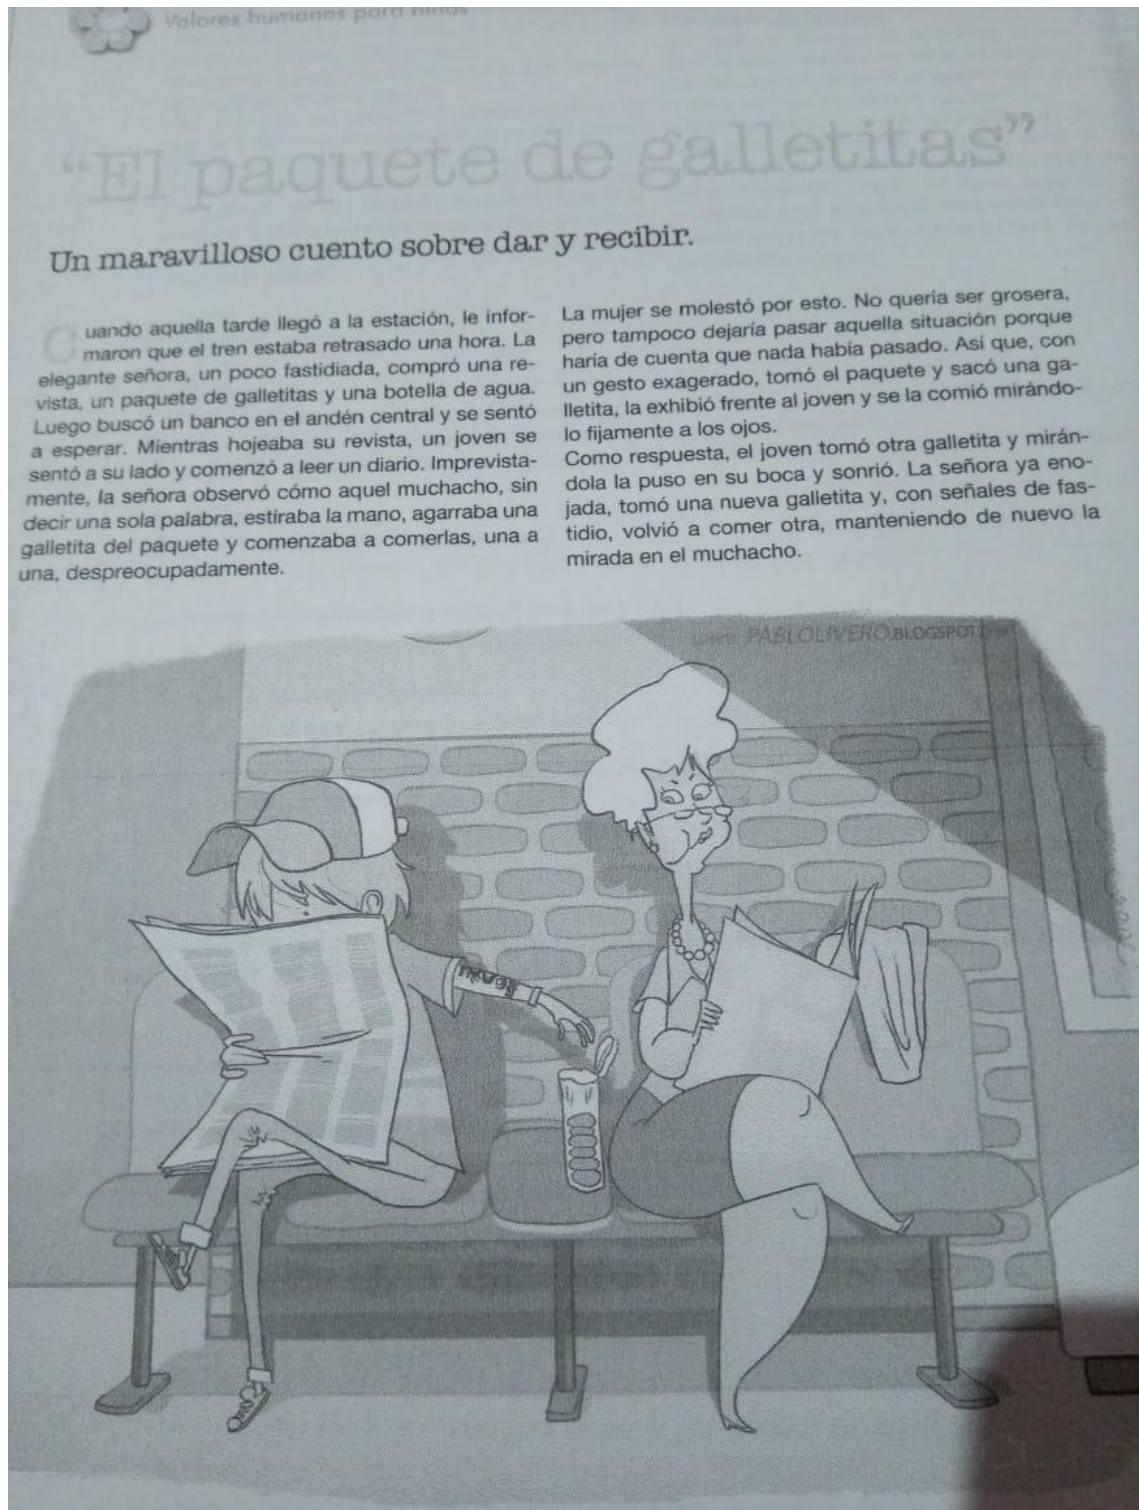 Valores humanos para niños
“El paquete de galletitas”
Un maravilloso cuento sobre dar y recibir.
Cuando aquella tarde llegó a la estación, le infor-
maron que el tren estaba retrasado una hora. La
elegante señora, un poco fastidiada, compró una re-
vista, un paquete de galletitas y una botella de agua.
Luego buscó un banco en el andén central y se sentó
a esperar. Mientras hojeaba su revista, un joven se
sentó a su lado y comenzó a leer un diario. Imprevista-
mente, la señora observó cómo aquel muchacho, sin
decir una sola palabra, estiraba la mano, agarraba una
galletita del paquete y comenzaba a comerlas, una a
una, despreocupadamente.
La mujer se molestó por esto. No quería ser grosera,
pero tampoco dejaría pasar aquella situación porque
haría de cuenta que nada había pasado. Así que, con
un gesto exagerado, tomó el paquete y sacó una ga-
lletita, la exhibió frente al joven y se la comió mirándo-
lo fijamente a los ojos.
Como respuesta, el joven tomó otra galletita y mirán-
dola la puso en su boca y sonrió. La señora ya eno-
jada, tomó una nueva galletita y, con señales de fas-
tidio, volvió a comer otra, manteniendo de nuevo la
mirada en el muchacho.
PABLOLIVERO.BLOGSPOT